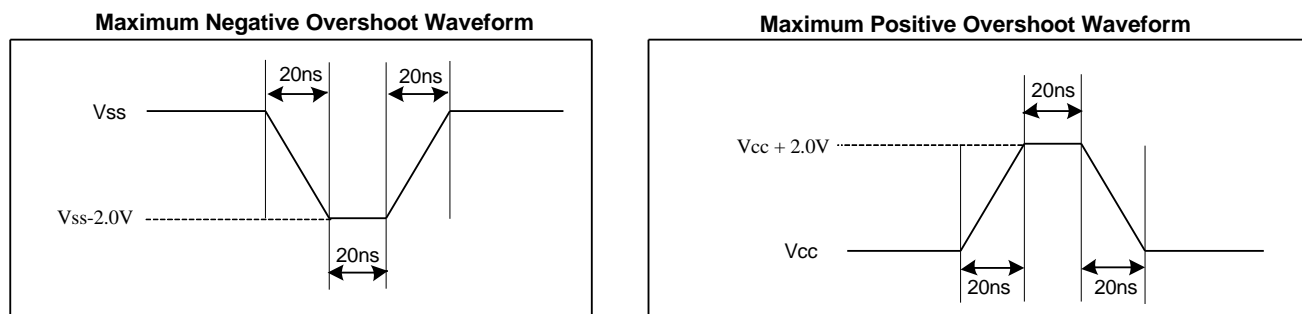 Maximum Negative Overshoot Waveform
20ns
20ns
Vss
Vss-2.0V
20ns
Maximum Positive Overshoot Waveform
20ns
Vcc + 2.0V
Vcc
20ns
20ns